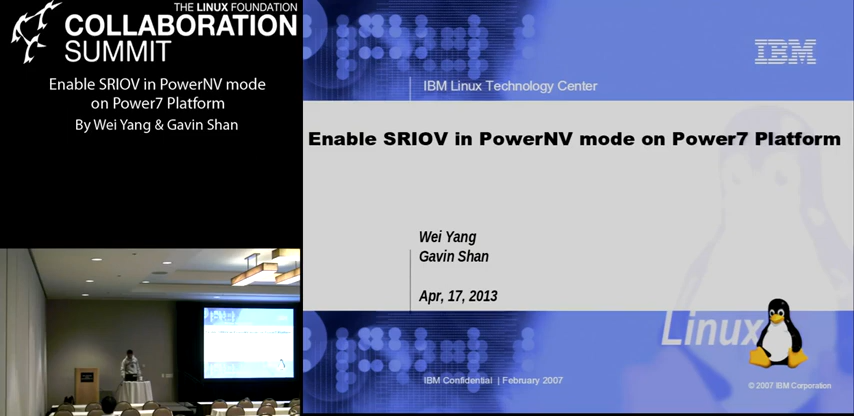 THE LINUX FOUNDATION
COLLABORATION
SUMMIT
Enable SRIOV in PowerNV mode
on Power7 Platform
By Wei Yang & Gavin Shan
IBM
IBM Linux Technology Center
Enable SRIOV in PowerNV mode on Power7 Platform
Wei Yang
Gavin Shan
Apr, 17, 2013
Linux
IBM Confidential | February 2007
© 2007 IBM Corporation